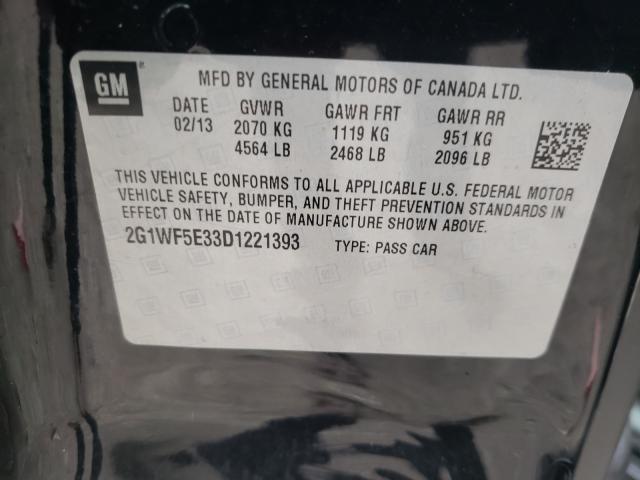 GM
MFD BY GENERAL MOTORS OF CANADA LTD.
DATE GVWR GAWR FRT GAWR RR
02/13 2070 KG 1119 KG 951 KG
4564 LB 2468 LB 2096 LB
THIS VEHICLE CONFORMS TO ALL APPLICABLE U.S. FEDERAL MOTOR
VEHICLE SAFETY, BUMPER, AND THEFT PREVENTION STANDARDS IN
EFFECT ON THE DATE OF MANUFACTURE SHOWN ABOVE.
2G1WF5E33D1221393 TYPE: PASS CAR